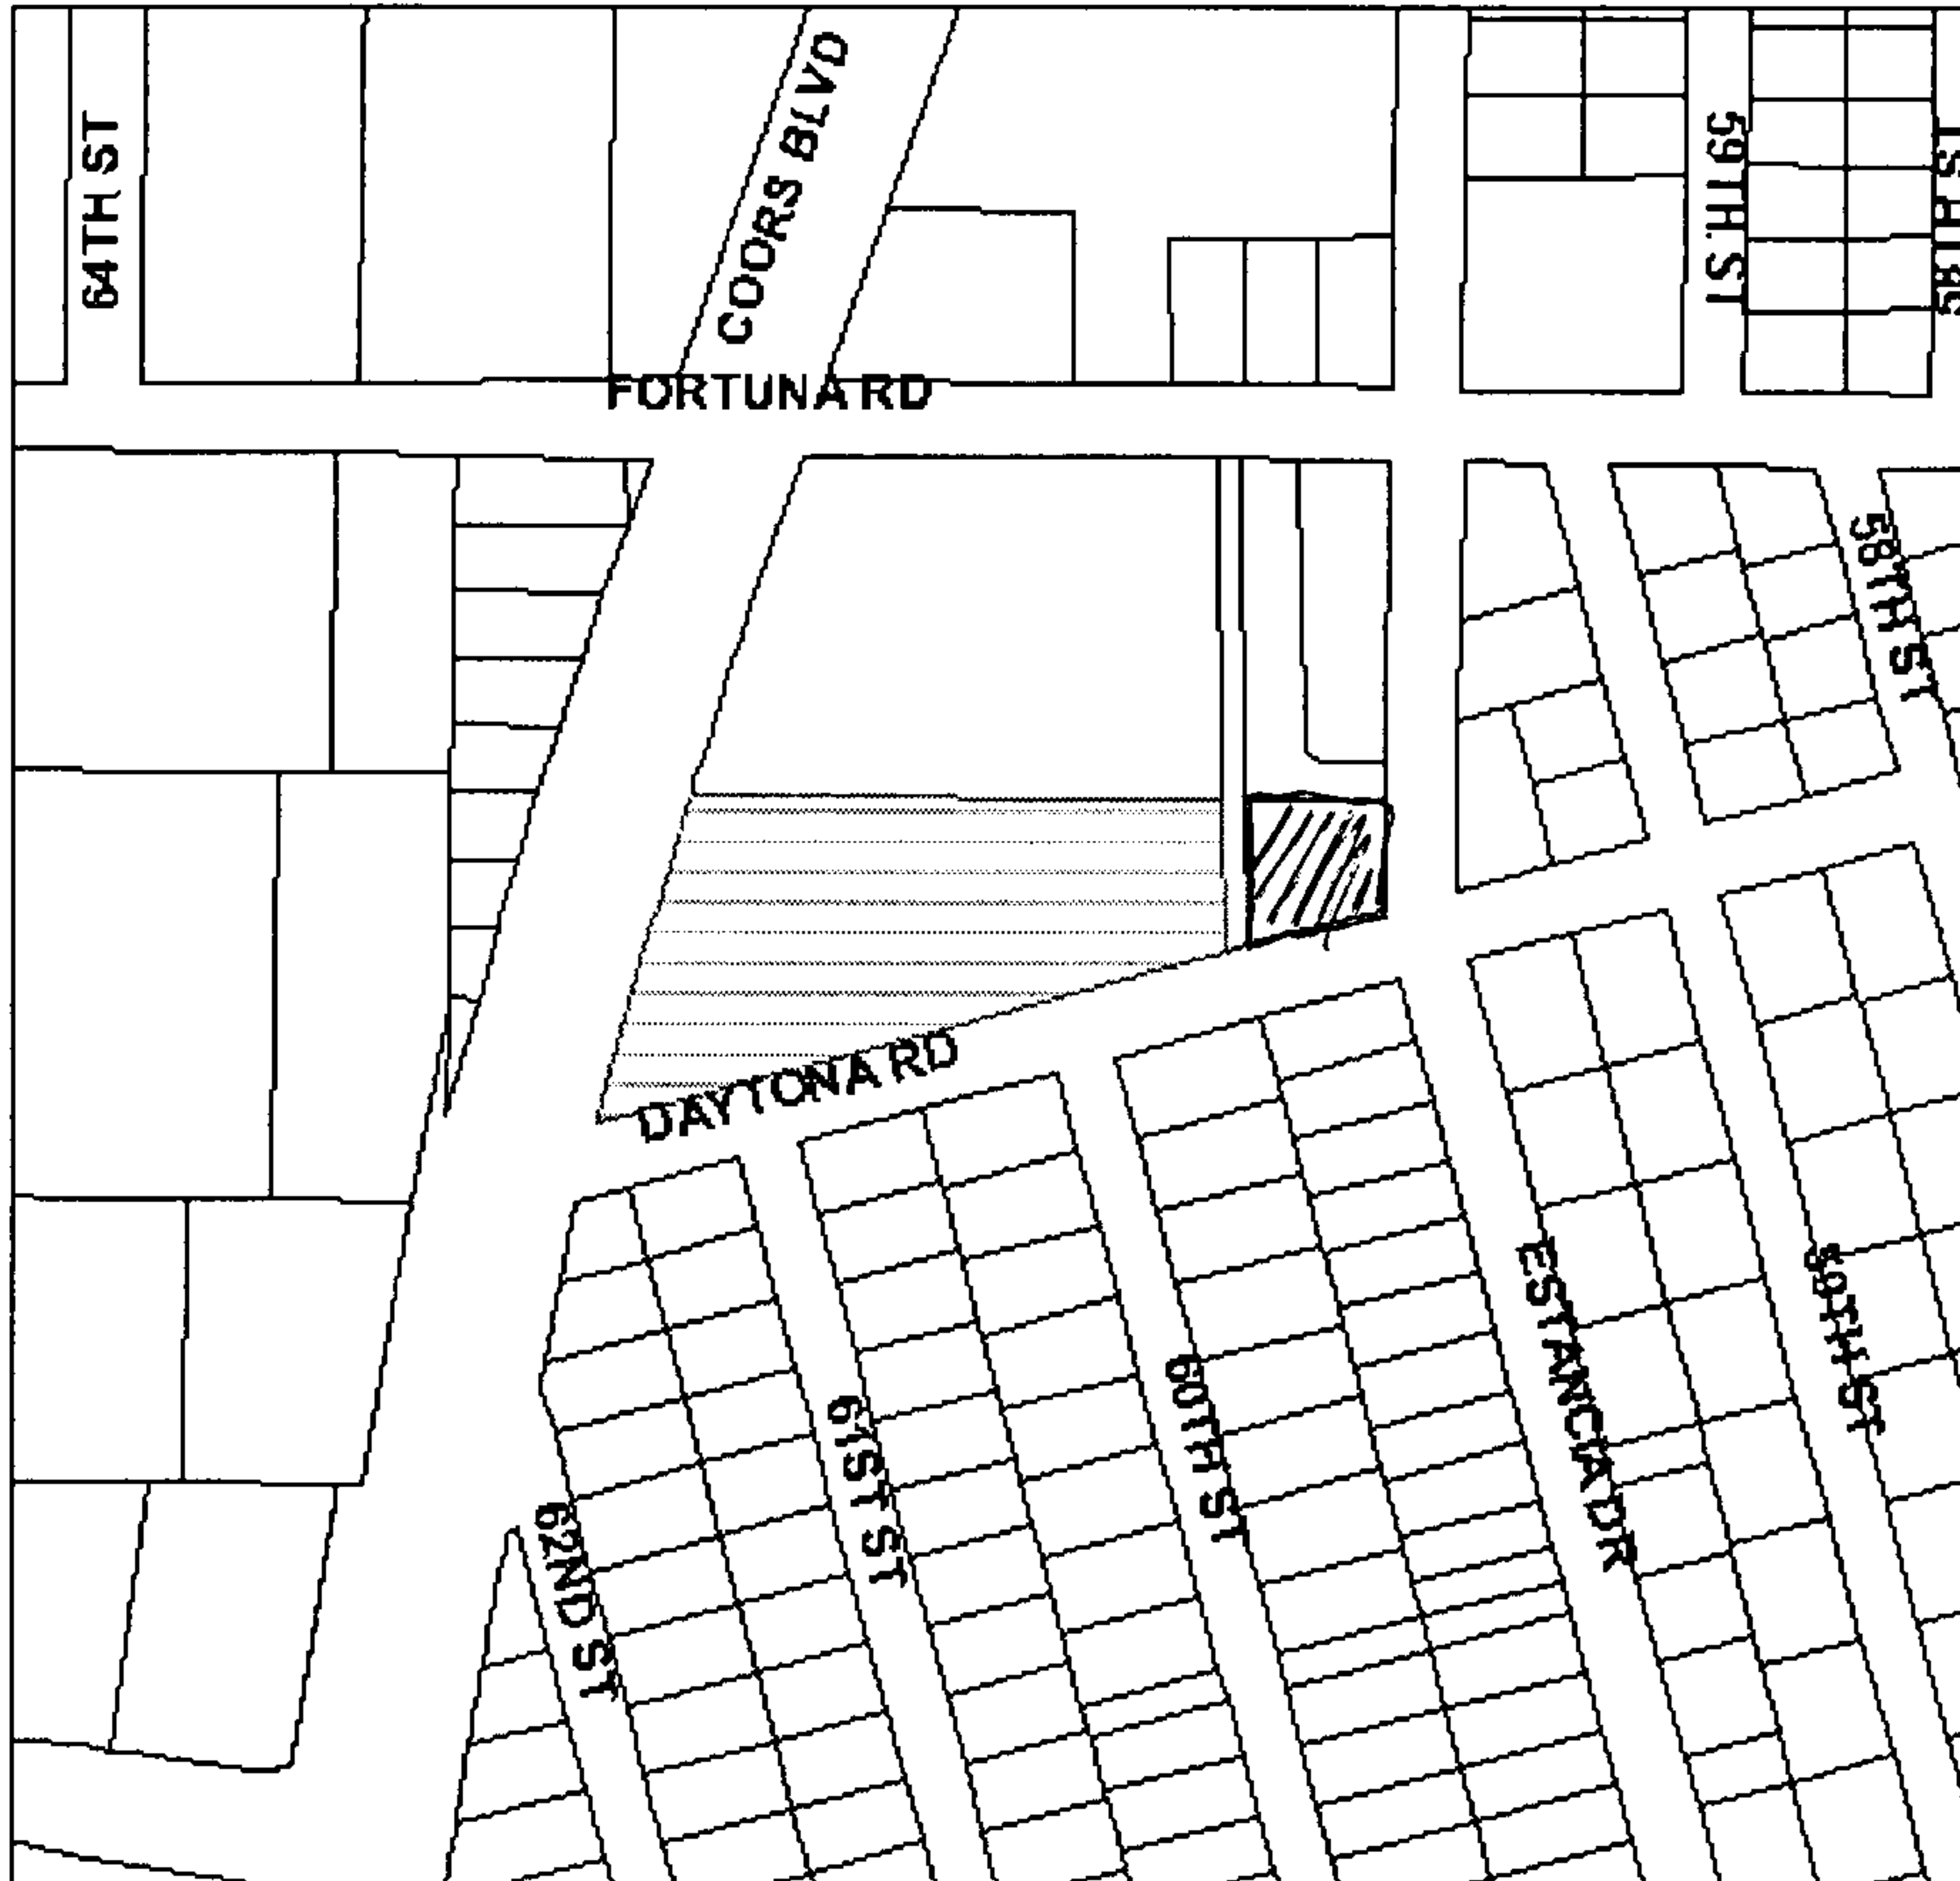 64TH ST
COORS BLVD
59TH ST
58TH ST
FORTUNA RD
58TH ST
DAYTONA RD
62ND ST
61ST ST
60TH ST
ESTANCIA DR
59TH ST